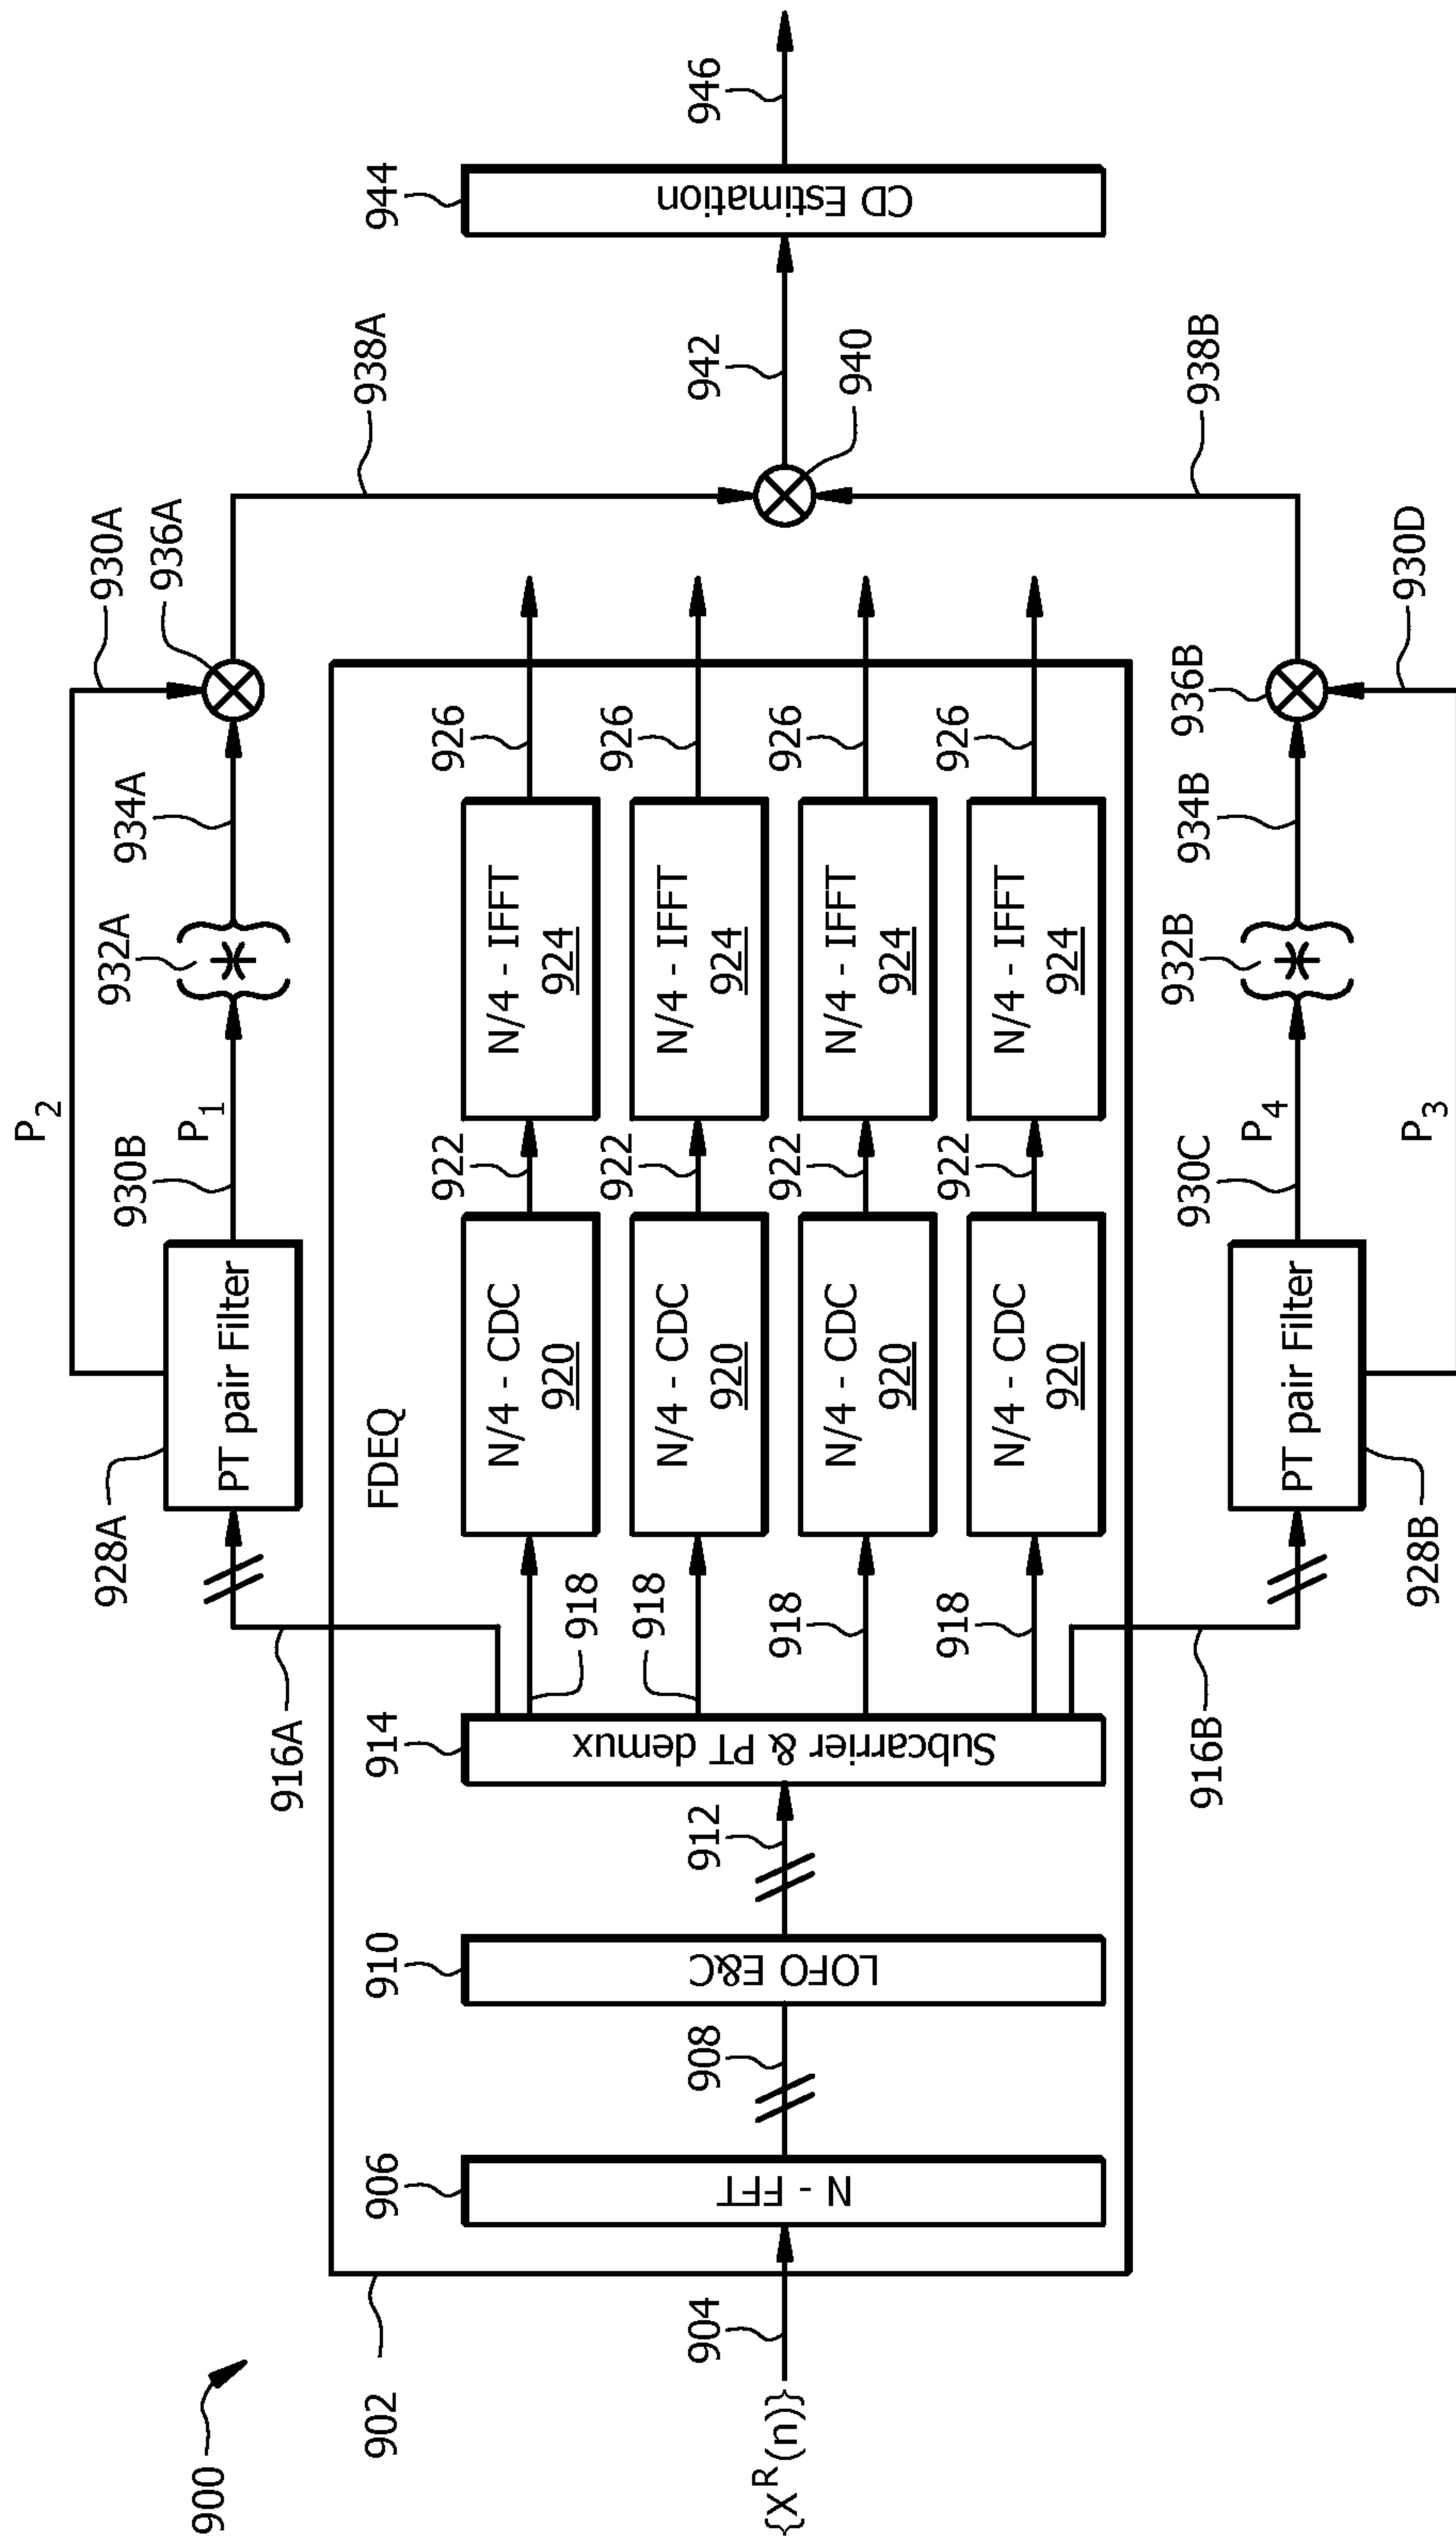 900
902
{X^R(n)}
904
906
N - FFT
908
910
LOFO E&C
912
914
Subcarrier & PT demux
916A
916B
918
918
918
918
FDEQ
N/4 - CDC
920
N/4 - CDC
920
N/4 - CDC
920
N/4 - CDC
920
922
922
922
922
N/4 - IFFT
924
N/4 - IFFT
924
N/4 - IFFT
924
N/4 - IFFT
924
926
926
926
926
928A
PT pair Filter
P2
930A
930B
P1
932A
{*}
934A
936A
938A
928B
PT pair Filter
930C
P4
P3
930D
932B
{*}
934B
936B
938B
940
942
944
CD Estimation
946